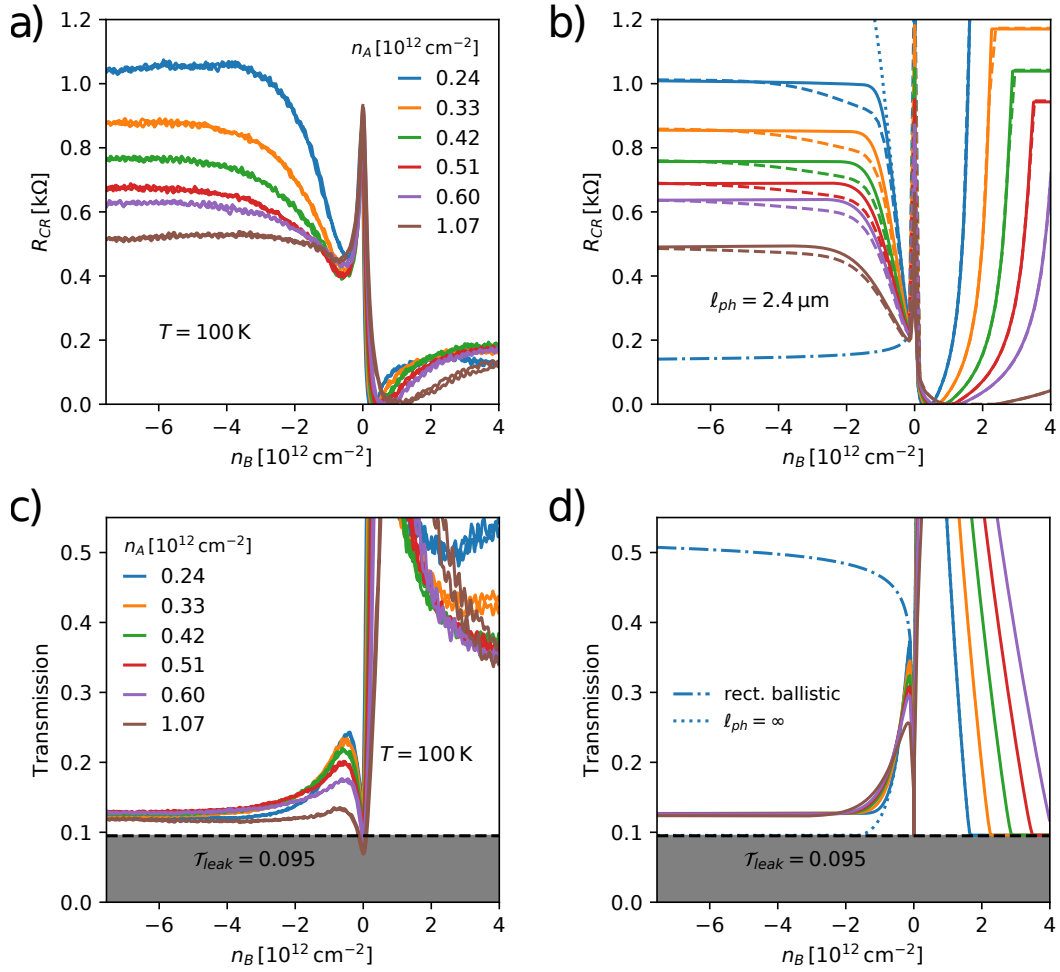 a)
R_CR [kΩ]
1.2
1.0
0.8
0.6
0.4
0.2
0.0
n_A [10^12 cm^−2]
0.24
0.33
0.42
0.51
0.60
1.07
T = 100 K
−6 −4 −2 0 2 4
n_B [10^12 cm^−2]
b)
R_CR [kΩ]
1.2
1.0
0.8
0.6
0.4
0.2
0.0
ℓ_ph = 2.4 µm
−6 −4 −2 0 2 4
n_B [10^12 cm^−2]
c)
Transmission
0.5
0.4
0.3
0.2
0.1
0.0
n_A [10^12 cm^−2]
0.24
0.33
0.42
0.51
0.60
1.07
T = 100 K
𝒯_leak = 0.095
−6 −4 −2 0 2 4
n_B [10^12 cm^−2]
d)
Transmission
0.5
0.4
0.3
0.2
0.1
0.0
rect. ballistic
ℓ_ph = ∞
𝒯_leak = 0.095
−6 −4 −2 0 2 4
n_B [10^12 cm^−2]